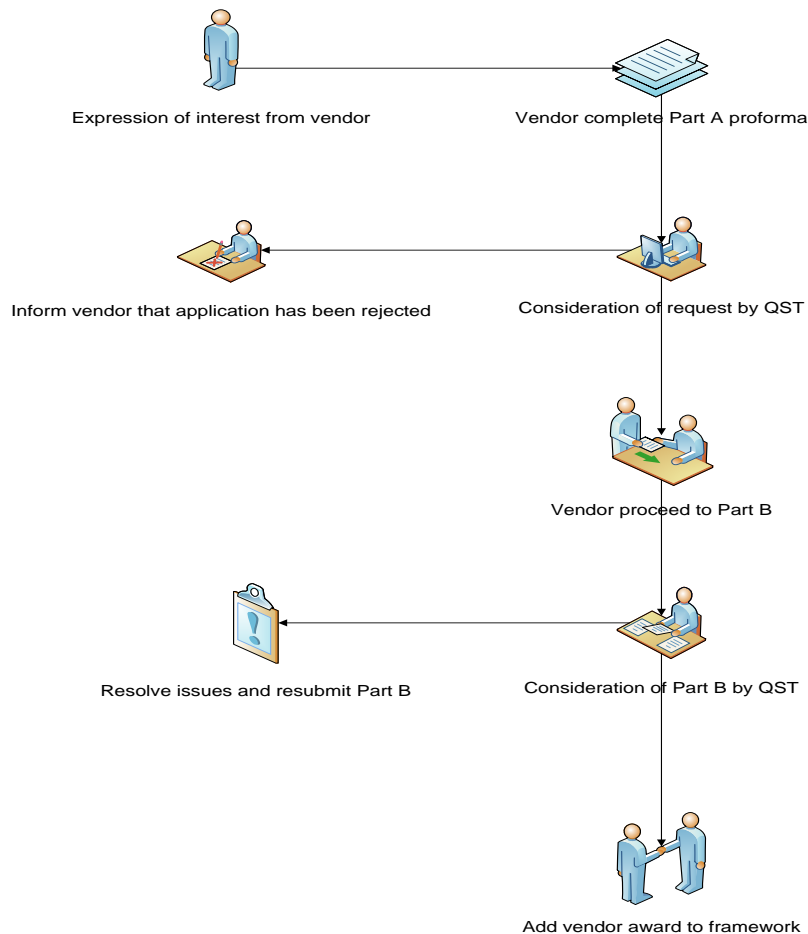 Expression of interest from vendor
Vendor complete Part A proforma
Inform vendor that application has been rejected
Consideration of request by QST
Vendor proceed to Part B
Resolve issues and resubmit Part B
Consideration of Part B by QST
Add vendor award to framework